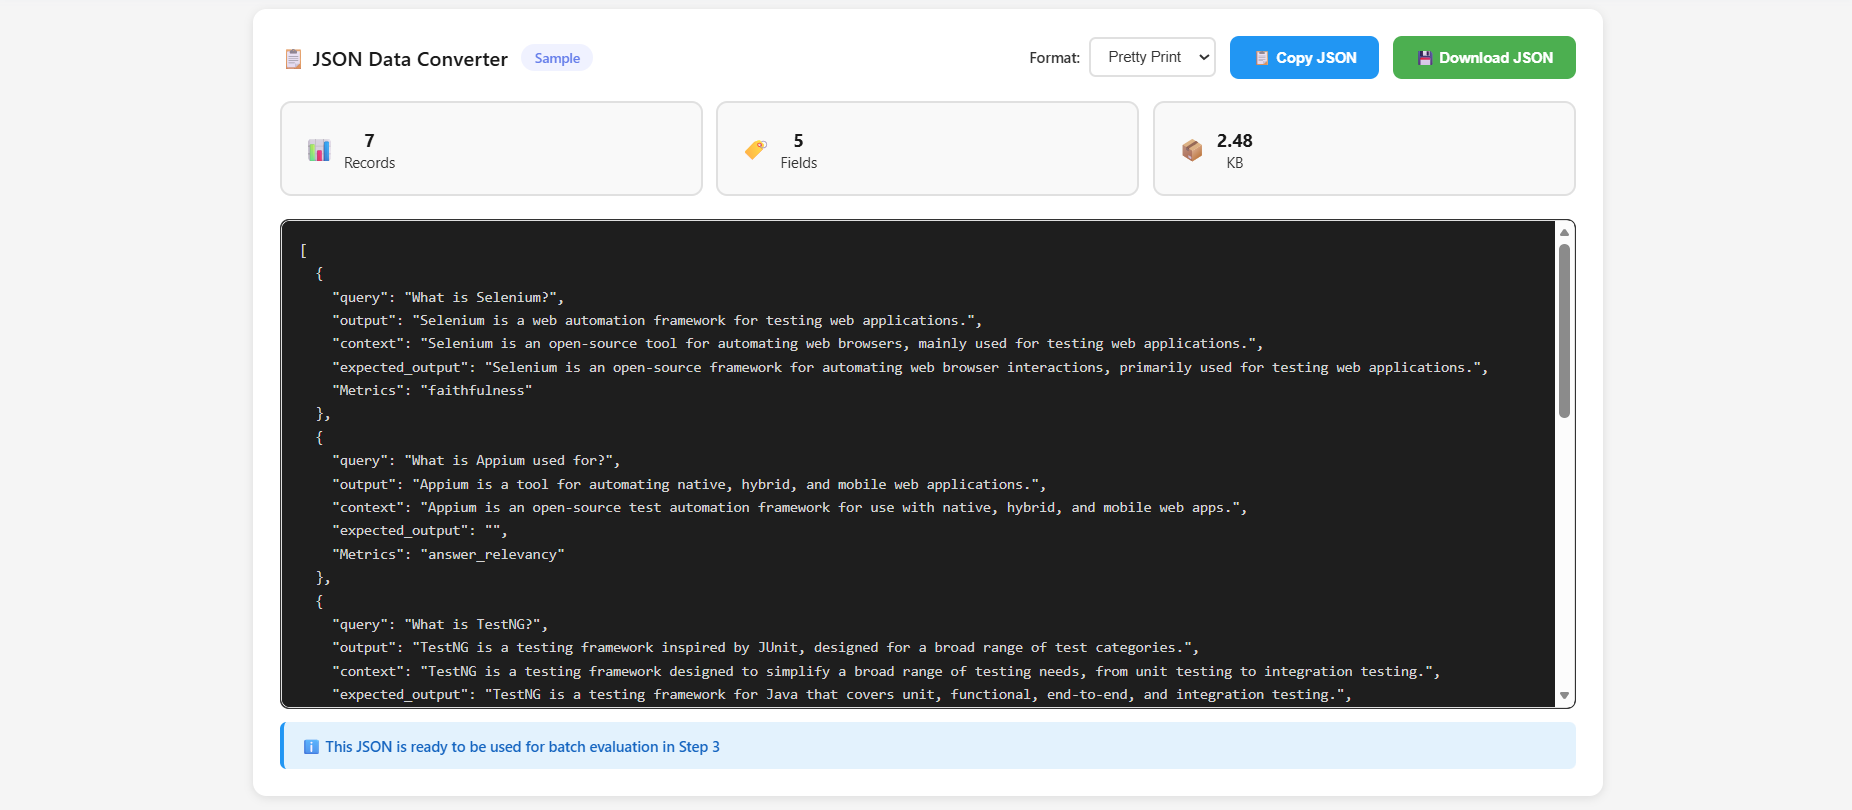 📋 JSON Data Converter Sample Format: Pretty Print 📋 Copy JSON 💾 Download JSON
7
Records
5
Fields
2.48
KB
[
  {
    "query": "What is Selenium?",
    "output": "Selenium is a web automation framework for testing web applications.",
    "context": "Selenium is an open-source tool for automating web browsers, mainly used for testing web applications.",
    "expected_output": "Selenium is an open-source framework for automating web browser interactions, primarily used for testing web applications.",
    "Metrics": "faithfulness"
  },
  {
    "query": "What is Appium used for?",
    "output": "Appium is a tool for automating native, hybrid, and mobile web applications.",
    "context": "Appium is an open-source test automation framework for use with native, hybrid, and mobile web apps.",
    "expected_output": "",
    "Metrics": "answer_relevancy"
  },
  {
    "query": "What is TestNG?",
    "output": "TestNG is a testing framework inspired by JUnit, designed for a broad range of test categories.",
    "context": "TestNG is a testing framework designed to simplify a broad range of testing needs, from unit testing to integration testing.",
    "expected_output": "TestNG is a testing framework for Java that covers unit, functional, end-to-end, and integration testing.",
ℹ️ This JSON is ready to be used for batch evaluation in Step 3